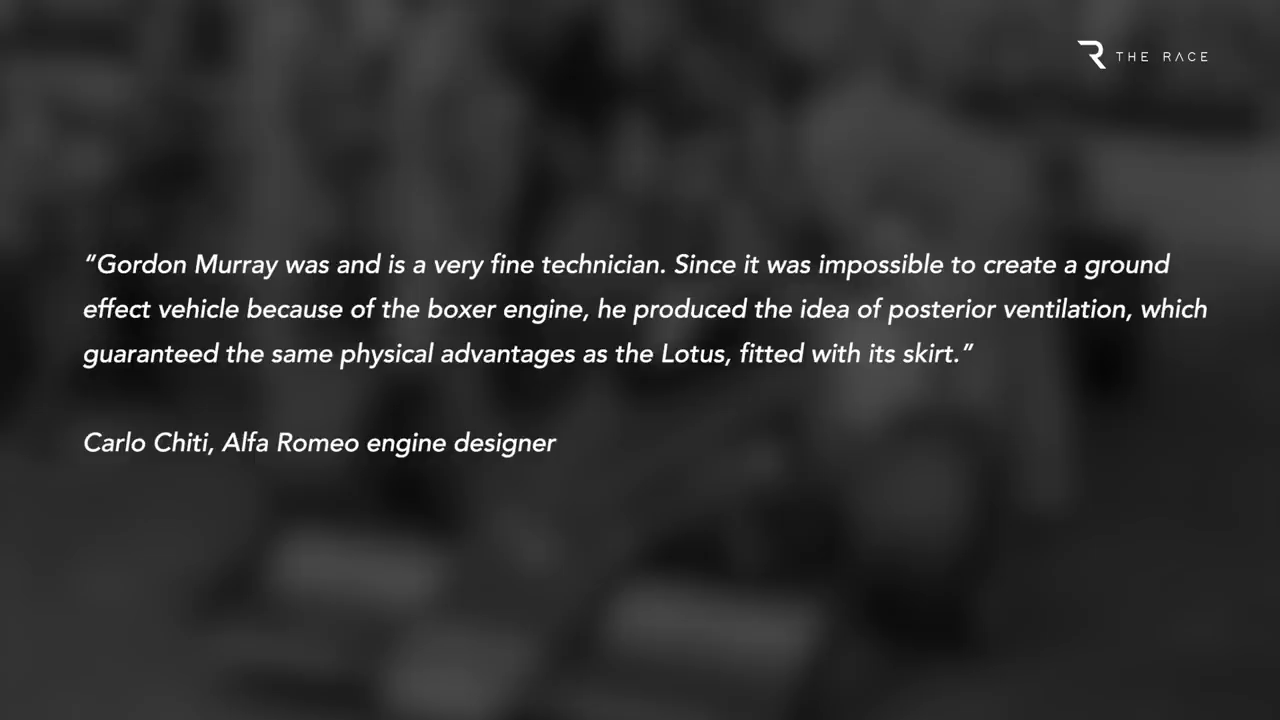 THE RACE
“Gordon Murray was and is a very fine technician. Since it was impossible to create a ground
effect vehicle because of the boxer engine, he produced the idea of posterior ventilation, which
guaranteed the same physical advantages as the Lotus, fitted with its skirt.”
Carlo Chiti, Alfa Romeo engine designer